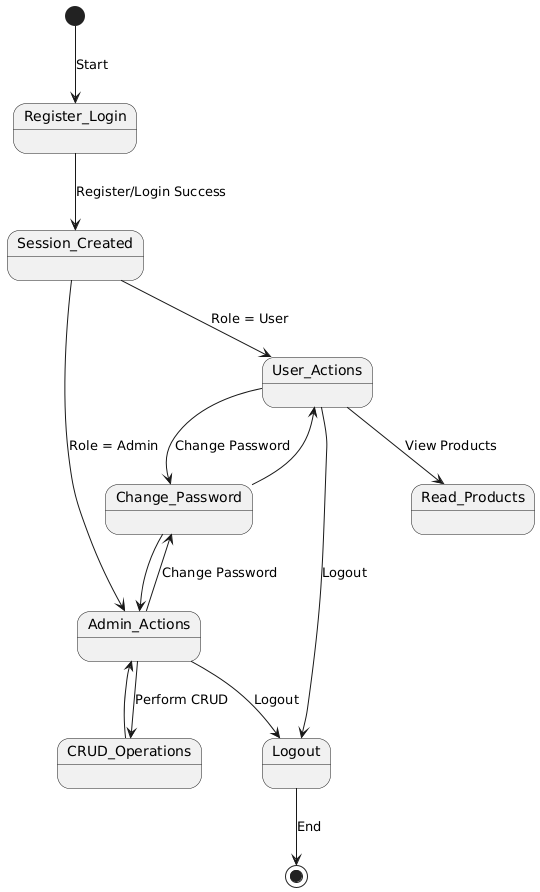 Start
Register_Login
Register/Login Success
Session_Created
Role = User
User_Actions
Role = Admin
Change Password
View Products
Change_Password
Read_Products
Change Password
Logout
Admin_Actions
Perform CRUD
Logout
CRUD_Operations
Logout
End